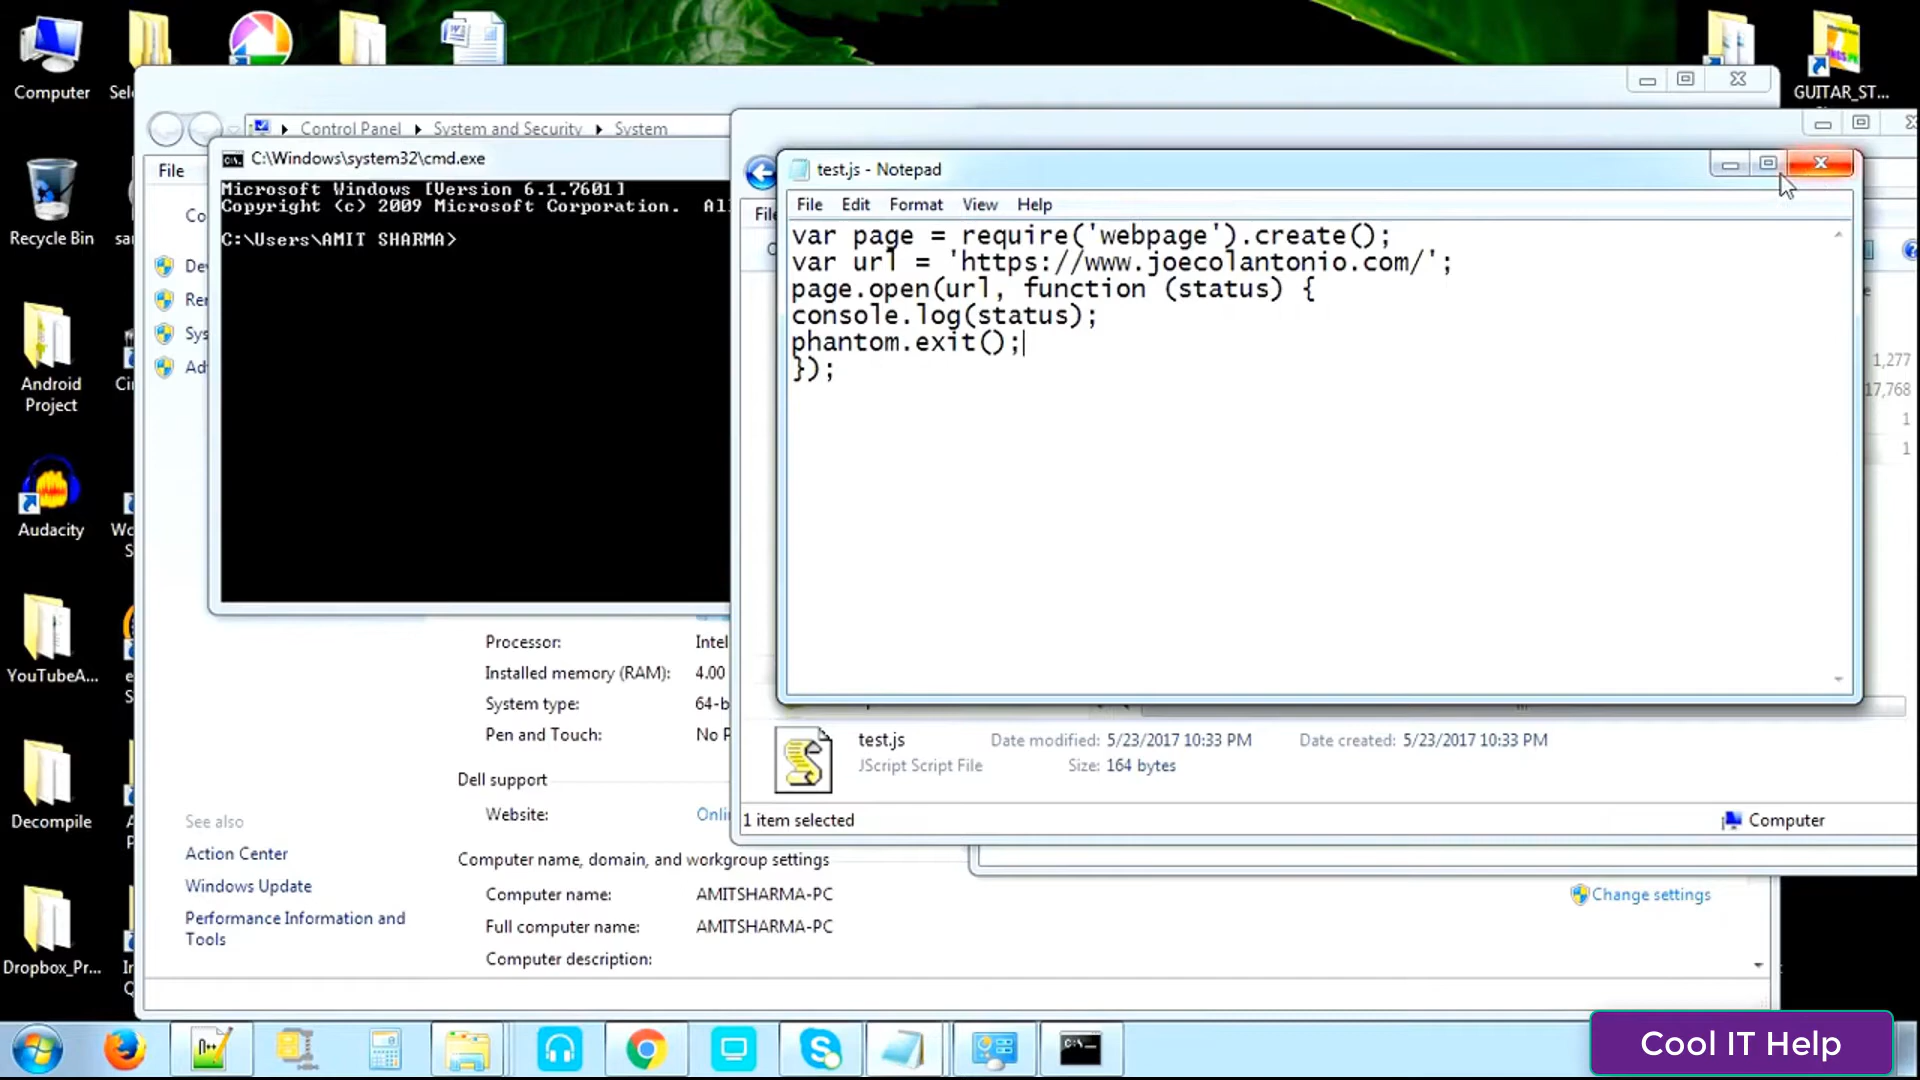 Computer
Recycle Bin
Android
Project
Audacity
YouTubeA...
Decompile
Dropbox_Pr...
GUITAR_ST...
Control Panel
System and Security
System
File
C:\Windows\system32\cmd.exe
Microsoft Windows [Version 6.1.7601]
Copyright (c) 2009 Microsoft Corporation.
C:\Users\AMIT SHARMA>
test.js - Notepad
File Edit Format View Help
var page = require('webpage').create();
var url = 'https://www.joecolantonio.com/';
page.open(url, function (status) {
console.log(status);
phantom.exit();
});
1,277
17,768
1
1
Processor: Intel
Installed memory (RAM): 4.00
System type:
Pen and Touch:
Dell support
Website:
test.js
Date modified: 5/23/2017 10:33 PM
Date created: 5/23/2017 10:33 PM
JScript Script File
Size: 164 bytes
1 item selected
Computer
See also
Action Center
Windows Update
Performance Information and
Tools
Computer name, domain, and workgroup settings
Computer name: AMITSHARMA-PC
Full computer name: AMITSHARMA-PC
Computer description:
Change settings
Cool IT Help